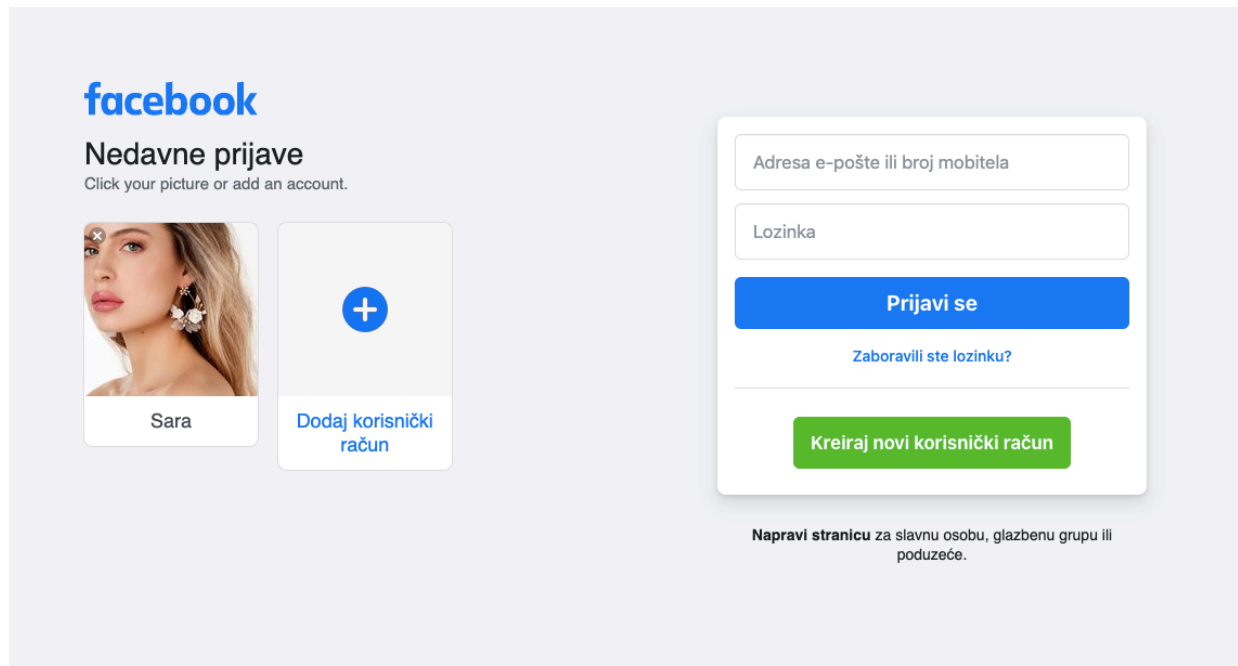 facebook
Nedavne prijave
Click your picture or add an account.
Sara
Dodaj korisnički
račun
Adresa e-pošte ili broj mobitela
Lozinka
Prijavi se
Zaboravili ste lozinku?
Kreiraj novi korisnički račun
Napravi stranicu za slavnu osobu, glazbenu grupu ili
poduzeće.